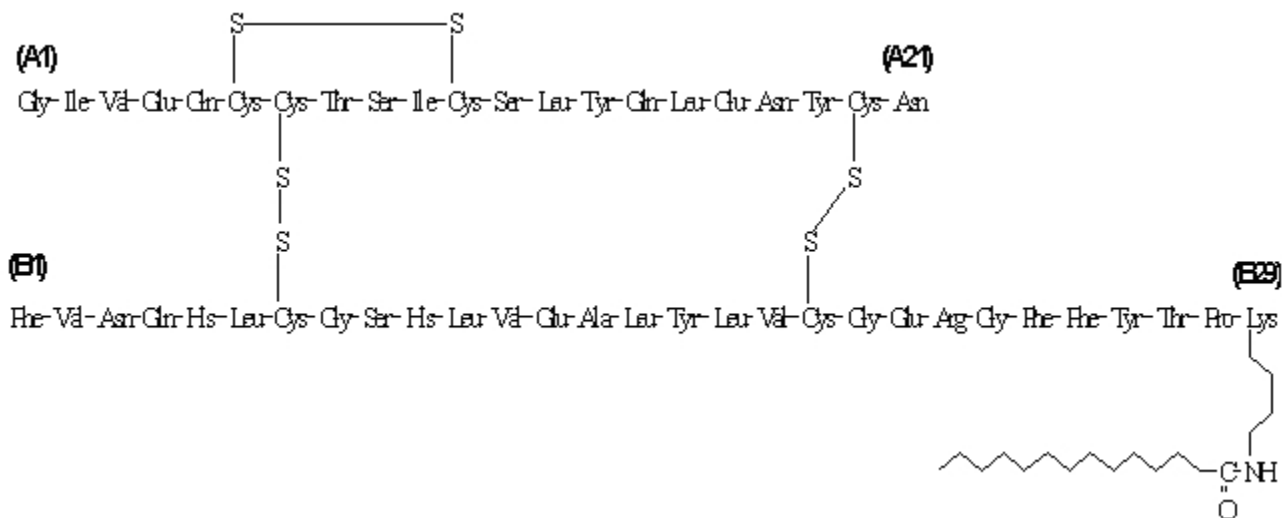 S S
(A1) (A21)
Gly-Ile-Val-Glu-Gln-Cys-Cys-Thr-Ser-Ile-Cys-Ser-Leu-Tyr-Gln-Leu-Glu-Asn-Tyr-Cys-Asn
S S
S S
(B1) (B29)
Phe-Val-Asn-Gln-His-Leu-Cys-Gly-Ser-His-Leu-Val-Glu-Ala-Leu-Tyr-Leu-Val-Cys-Gly-Glu-Arg-Gly-Phe-Phe-Tyr-Thr-Pro-Lys
C-NH
O